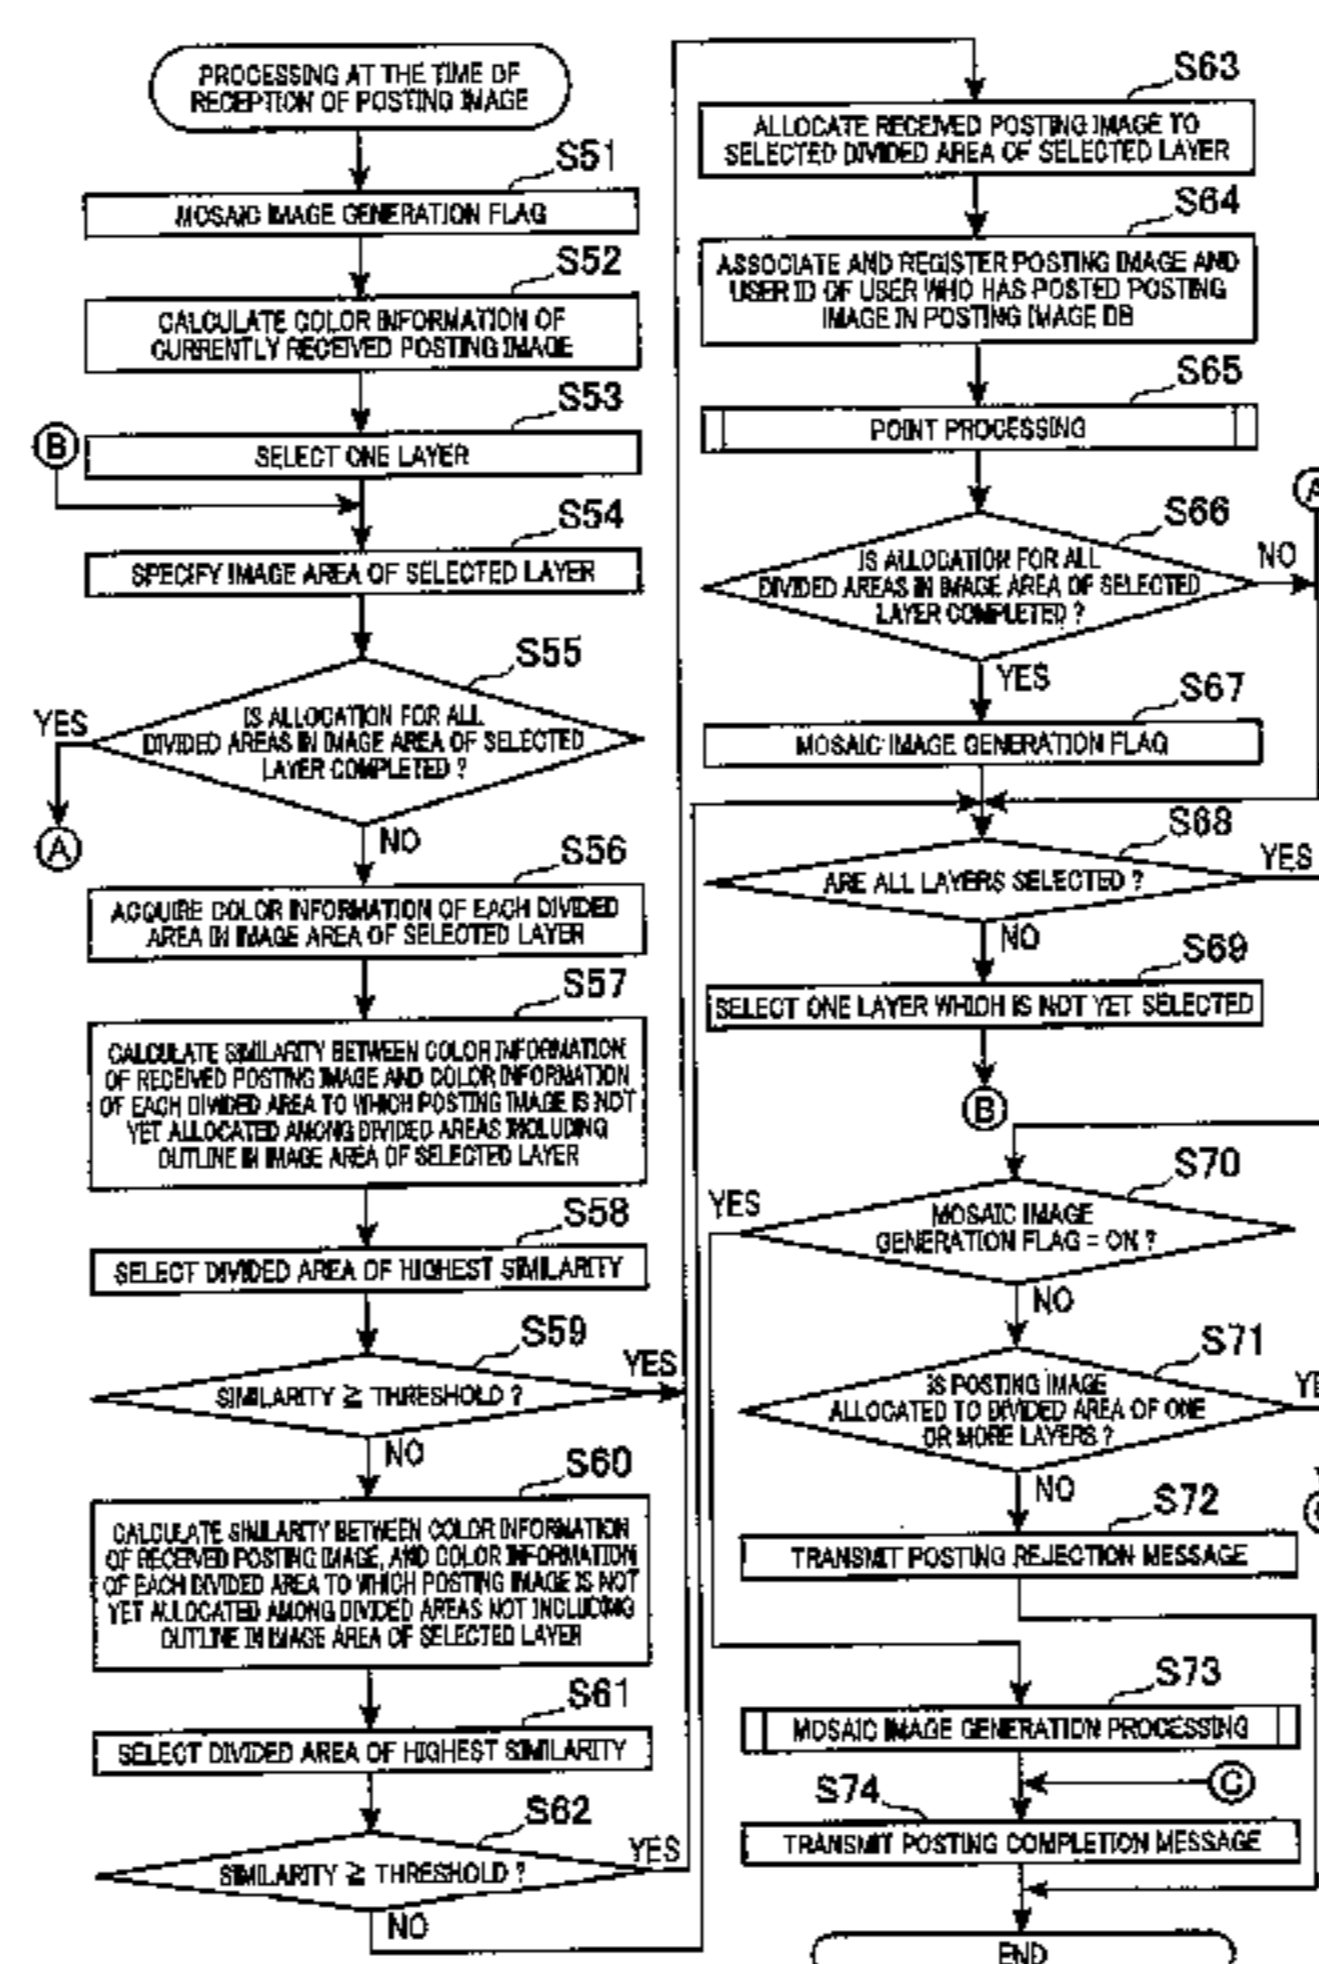 PROCESSING AT THE TIME OF
RECEPTION OF POSTING IMAGE
S51
MOSAIC IMAGE GENERATION FLAG
S52
CALCULATE COLOR INFORMATION OF
CURRENTLY RECEIVED POSTING IMAGE
S53
B
SELECT ONE LAYER
S54
SPECIFY IMAGE AREA OF SELECTED LAYER
S55
YES
IS ALLOCATION FOR ALL
DIVIDED AREAS IN IMAGE AREA OF SELECTED
LAYER COMPLETED ?
A
NO
S56
ACQUIRE COLOR INFORMATION OF EACH DIVIDED
AREA IN IMAGE AREA OF SELECTED LAYER
S57
CALCULATE SIMILARITY BETWEEN COLOR INFORMATION
OF RECEIVED POSTING IMAGE AND COLOR INFORMATION
OF EACH DIVIDED AREA TO WHICH POSTING IMAGE IS NOT
YET ALLOCATED AMONG DIVIDED AREAS INCLUDING
OUTLINE IN IMAGE AREA OF SELECTED LAYER
S58
SELECT DIVIDED AREA OF HIGHEST SIMILARITY
S59
YES
SIMILARITY ≧ THRESHOLD ?
NO
S60
CALCULATE SIMILARITY BETWEEN COLOR INFORMATION
OF RECEIVED POSTING IMAGE, AND COLOR INFORMATION
OF EACH DIVIDED AREA TO WHICH POSTING IMAGE IS NOT
YET ALLOCATED AMONG DIVIDED AREAS NOT INCLUDING
OUTLINE IN IMAGE AREA OF SELECTED LAYER
S61
SELECT DIVIDED AREA OF HIGHEST SIMILARITY
S62
YES
SIMILARITY ≧ THRESHOLD ?
NO
S63
ALLOCATE RECEIVED POSTING IMAGE TO
SELECTED DIVIDED AREA OF SELECTED LAYER
S64
ASSOCIATE AND REGISTER POSTING IMAGE AND
USER ID OF USER WHO HAS POSTED POSTING
IMAGE IN POSTING IMAGE DB
S65
POINT PROCESSING
A
S66
NO
IS ALLOCATION FOR ALL
DIVIDED AREAS IN IMAGE AREA OF SELECTED
LAYER COMPLETED ?
YES
S67
MOSAIC IMAGE GENERATION FLAG
S68
YES
ARE ALL LAYERS SELECTED ?
NO
S69
SELECT ONE LAYER WHICH IS NOT YET SELECTED
B
S70
YES
MOSAIC IMAGE
GENERATION FLAG = ON ?
NO
S71
IS POSTING IMAGE
ALLOCATED TO DIVIDED AREA OF ONE
OR MORE LAYERS ?
NO
S72
TRANSMIT POSTING REJECTION MESSAGE
S73
MOSAIC IMAGE GENERATION PROCESSING
C
S74
TRANSMIT POSTING COMPLETION MESSAGE
END